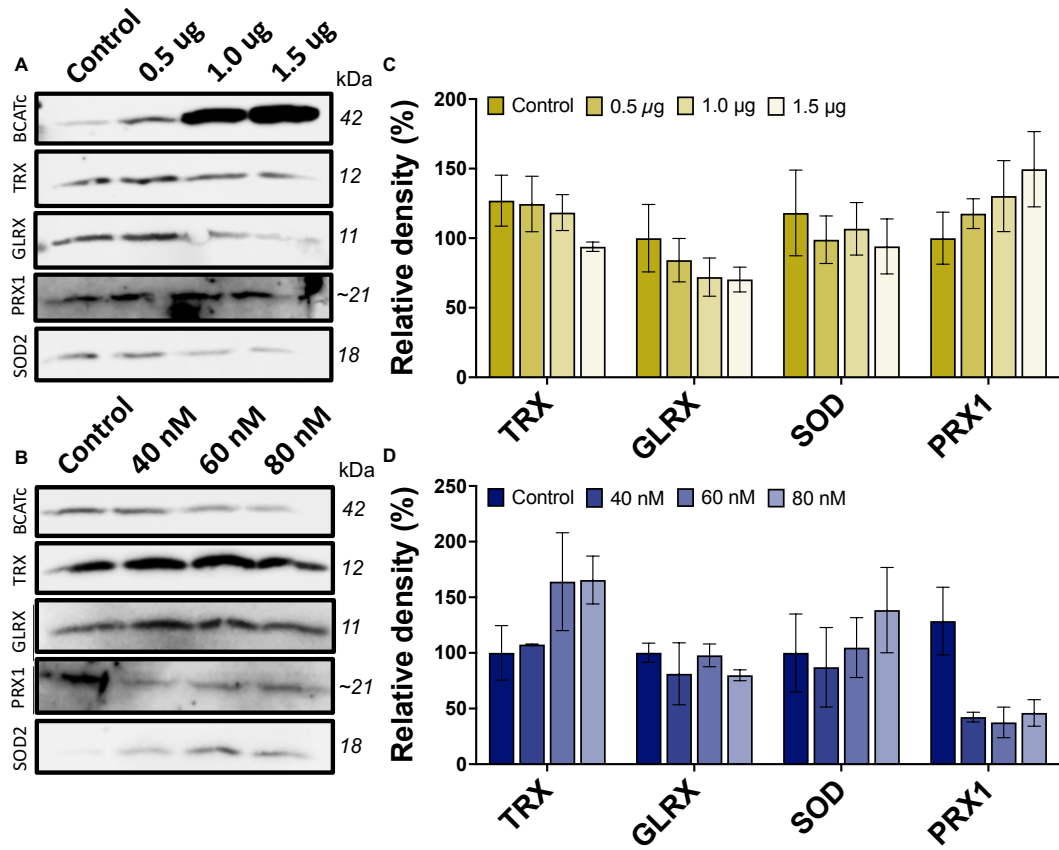 A
Control
0.5 ug
1.0 ug
1.5 ug
kDa
BCATc
42
TRX
12
GLRX
11
PRX1
~21
SOD2
18
B
Control
40 nM
60 nM
80 nM
kDa
BCATc
42
TRX
12
GLRX
11
PRX1
~21
SOD2
18
C
Relative density (%)
200
150
100
50
0
Control 0.5 µg 1.0 µg 1.5 µg
TRX
GLRX
SOD
PRX1
D
Relative density (%)
250
200
150
100
50
0
Control 40 nM 60 nM 80 nM
TRX
GLRX
SOD
PRX1